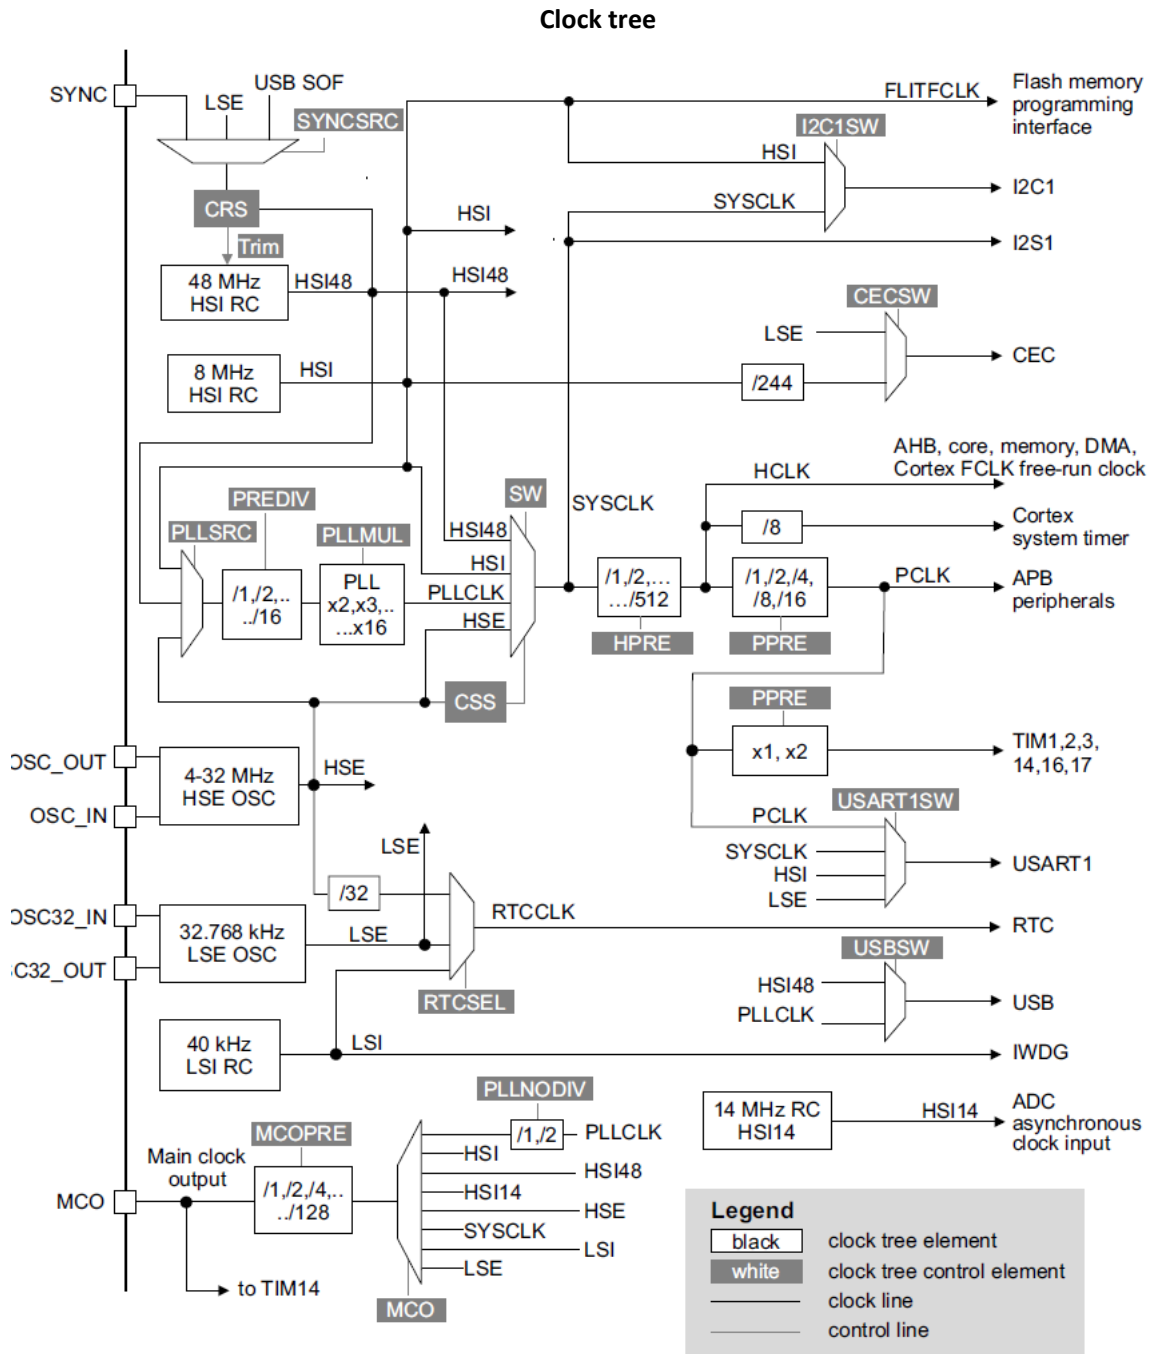 Clock tree
SYNC
LSE
USB SOF
SYNCSRC
CRS
Trim
48 MHz
HSI RC
HSI48
8 MHz
HSI RC
HSI
HSI
HSI48
FLITFCLK
Flash memory
programming
interface
I2C1SW
HSI
SYSCLK
I2C1
I2S1
CECSW
LSE
/244
CEC
AHB, core, memory, DMA,
Cortex FCLK free-run clock
HCLK
/8
Cortex
system timer
PLLSRC
PREDIV
/1,/2,..
../16
PLLMUL
PLL
x2,x3,..
...x16
SW
HSI48
HSI
PLLCLK
HSE
SYSCLK
/1,/2,...
.../512
HPRE
/1,/2,/4,
/8,/16
PPRE
PCLK
APB
peripherals
CSS
PPRE
x1, x2
TIM1,2,3,
14,16,17
OSC_OUT
OSC_IN
4-32 MHz
HSE OSC
HSE
USART1SW
PCLK
SYSCLK
HSI
LSE
USART1
LSE
/32
OSC32_IN
C32_OUT
32.768 kHz
LSE OSC
LSE
RTCSEL
RTCCLK
RTC
USBSW
HSI48
PLLCLK
USB
40 kHz
LSI RC
LSI
IWDG
14 MHz RC
HSI14
HSI14
ADC
asynchronous
clock input
PLLNODIV
/1,/2
PLLCLK
HSI
HSI48
HSI14
HSE
SYSCLK
LSI
LSE
MCO
MCOPRE
/1,/2,/4,..
../128
Main clock
output
MCO
to TIM14
Legend
black
clock tree element
white
clock tree control element
clock line
control line